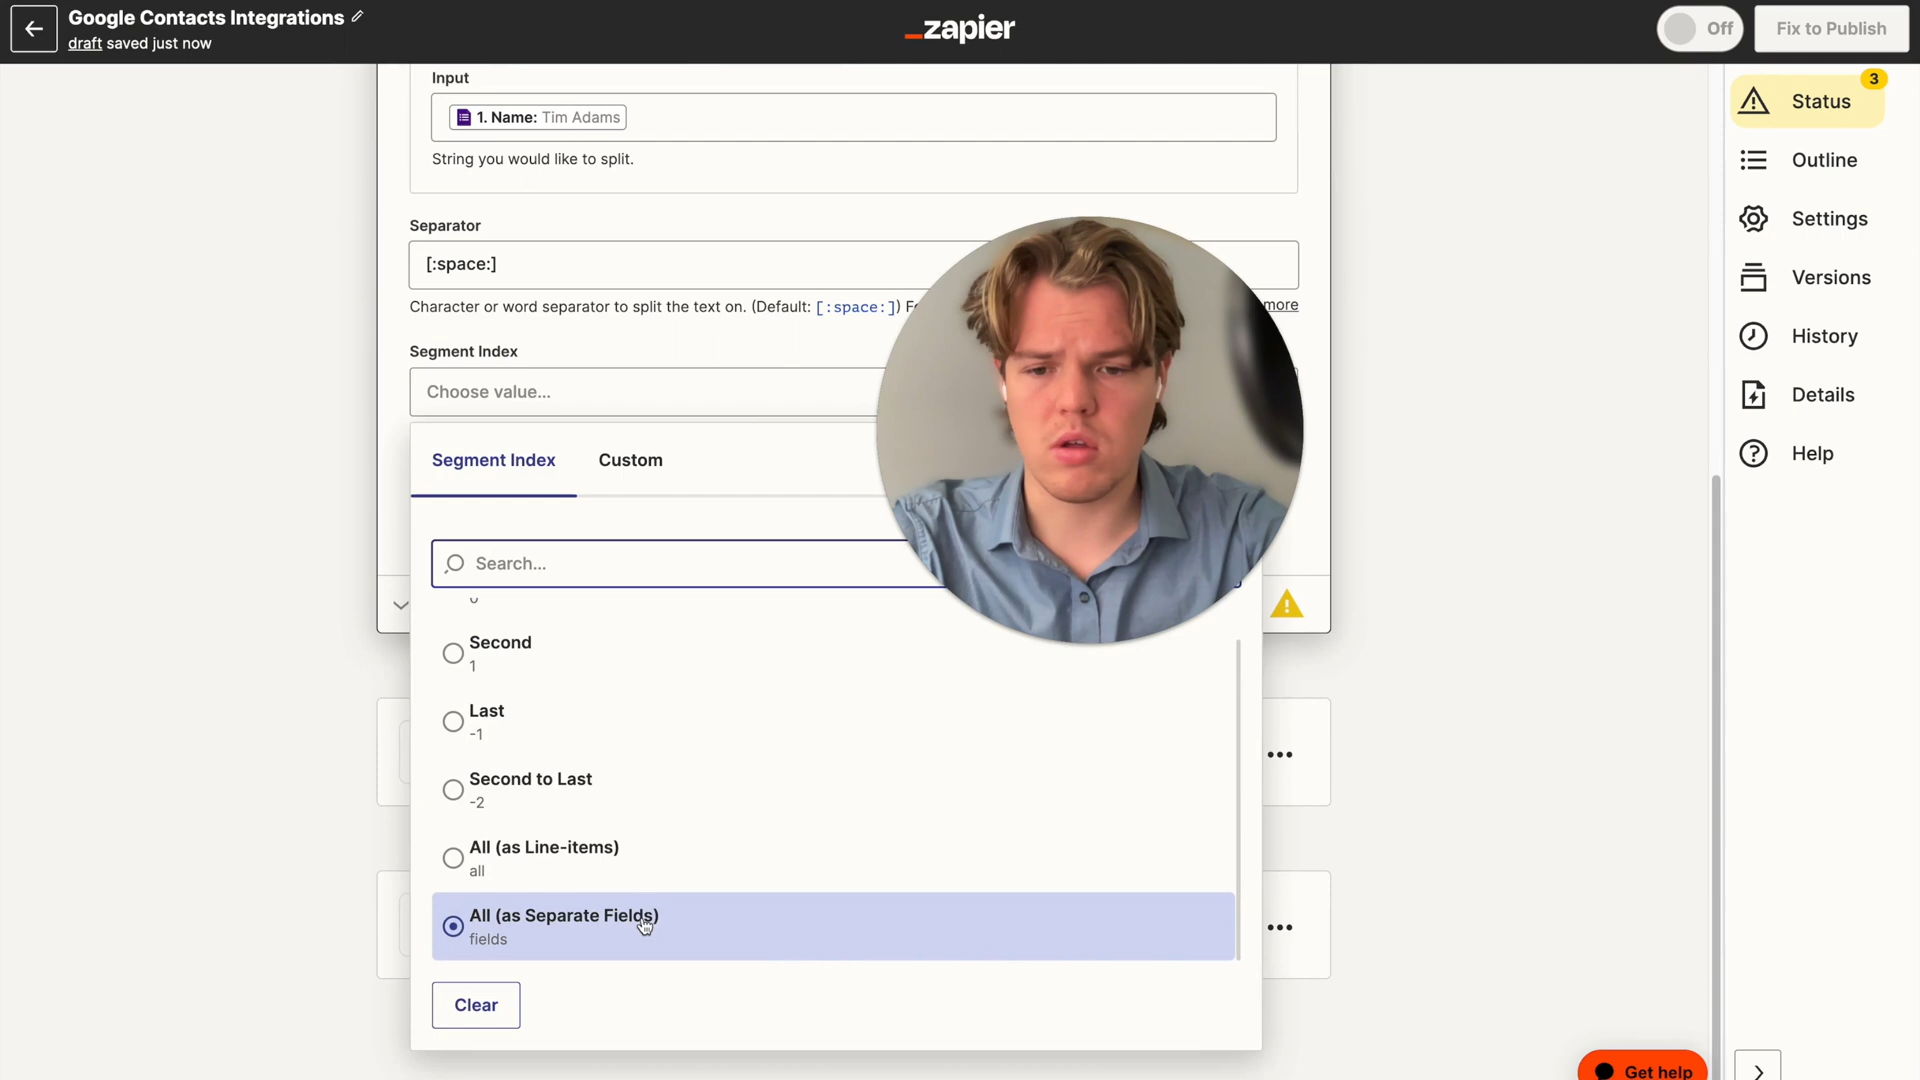 Google Contacts Integrations
draft saved just now
_zapier
Off
Fix to Publish
Input
1. Name: Tim Adams
String you would like to split.
Separator
[:space:]
Character or word separator to split the text on. (Default: [:space:])
more
Segment Index
Choose value...
Segment Index
Custom
Search...
0
Second
1
Last
-1
Second to Last
-2
All (as Line-items)
all
All (as Separate Fields)
fields
Clear
3
Status
Outline
Settings
Versions
History
Details
Help
Get help